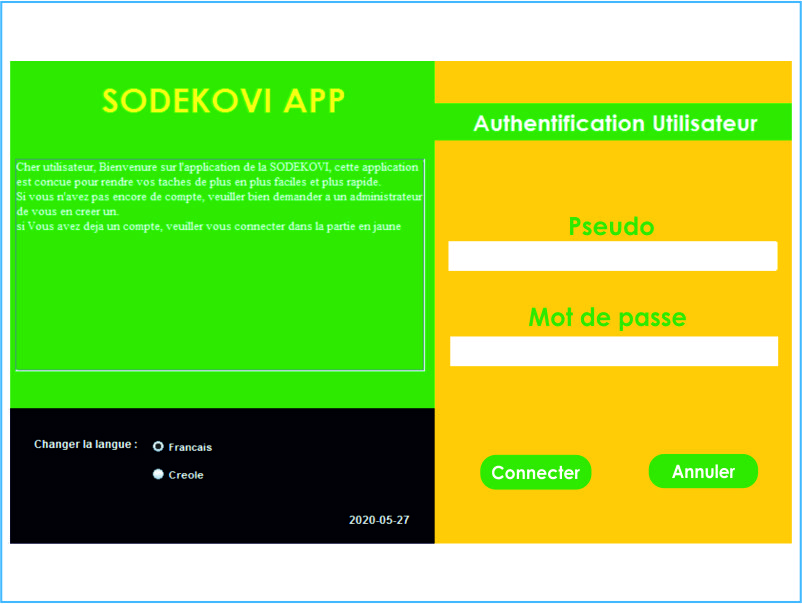 SODEKOVI APP
Cher utilisateur, Bienvenure sur l'application de la SODEKOVI, cette application
est concue pour rendre vos taches de plus en plus faciles et plus rapide.
Si vous n'avez pas encore de compte, veuiller bien demander a un administrateur
de vous en creer un.
si Vous avez deja un compte, veuiller vous connecter dans la partie en jaune
Changer la langue :
Francais
Creole
2020-05-27
Authentification Utilisateur
Pseudo
Mot de passe
Connecter
Annuler